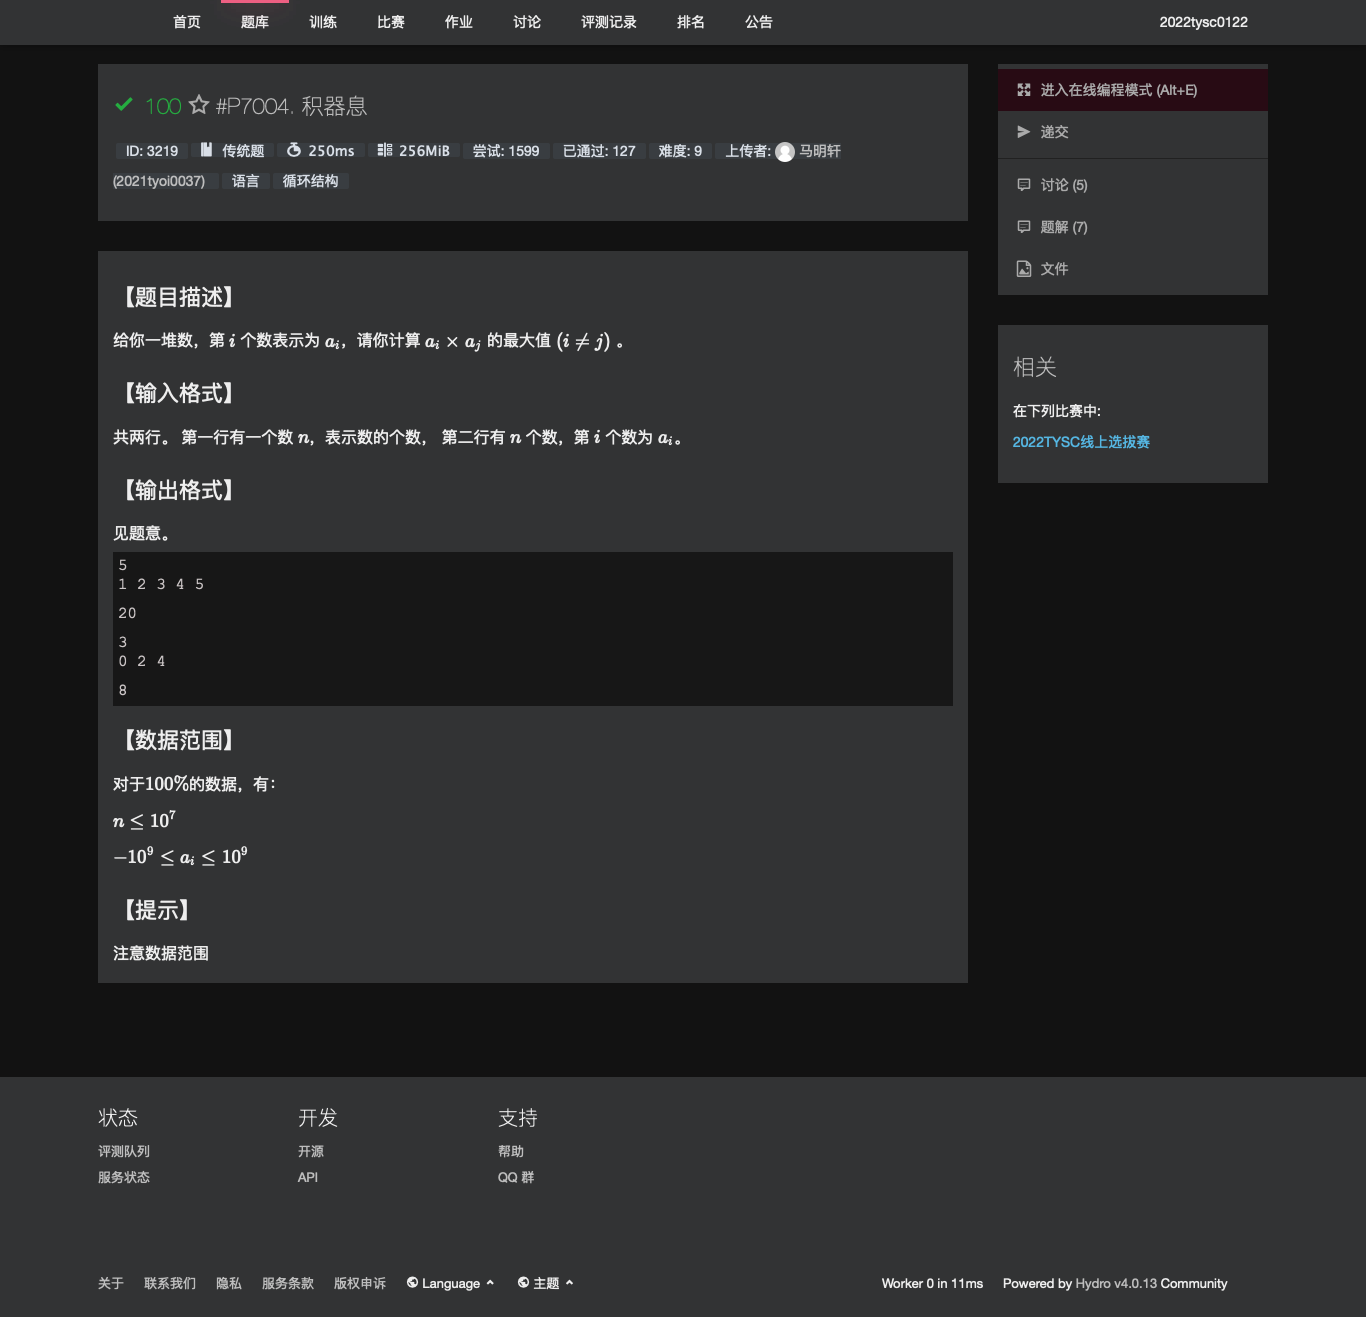 首页 题库 训练 比赛 作业 讨论 评测记录 排名 公告 2022tysc0122
100 #P7004. 积器息
ID: 3219 传统题 250ms 256MiB 尝试: 1599 已通过: 127 难度: 9 上传者: 马明轩
(2021tyoi0037) 语言 循环结构
【题目描述】
给你一堆数，第 i 个数表示为 a_i，请你计算 a_i × a_j 的最大值 (i ≠ j) 。
【输入格式】
共两行。 第一行有一个数 n，表示数的个数， 第二行有 n 个数，第 i 个数为 a_i。
【输出格式】
见题意。
5
1 2 3 4 5
20
3
0 2 4
8
【数据范围】
对于100%的数据，有：
n ≤ 10^7
−10^9 ≤ a_i ≤ 10^9
【提示】
注意数据范围
进入在线编程模式 (Alt+E)
递交
讨论 (5)
题解 (7)
文件
相关
在下列比赛中:
2022TYSC线上选拔赛
状态 开发 支持
评测队列 开源 帮助
服务状态 API QQ 群
关于 联系我们 隐私 服务条款 版权申诉 Language 主题 Worker 0 in 11ms Powered by Hydro v4.0.13 Community